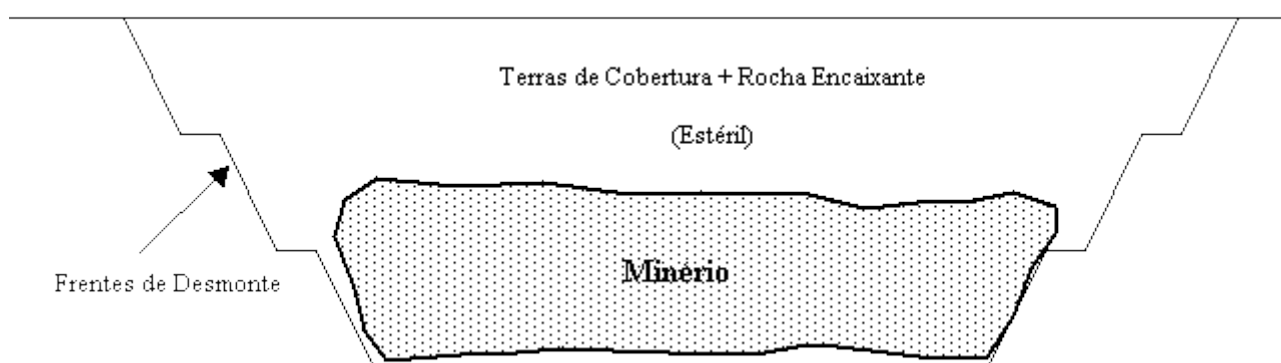 Terras de Cobertura + Rocha Encaixante
(Estéril)
Minério
Frentes de Desmonte